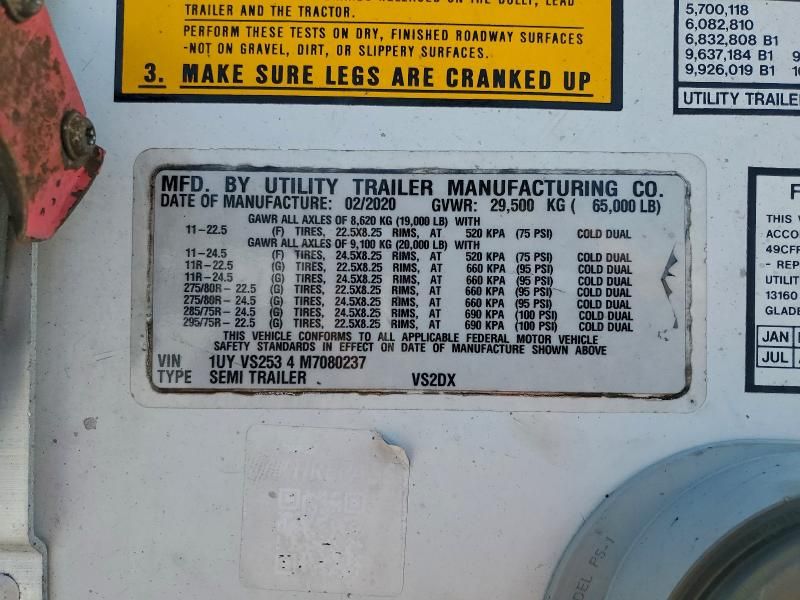 TRAILER AND THE TRACTOR.
PERFORM THESE TESTS ON DRY, FINISHED ROADWAY SURFACES
-NOT ON GRAVEL, DIRT, OR SLIPPERY SURFACES.
3. MAKE SURE LEGS ARE CRANKED UP
5,700,118
6,082,810
6,832,808 B1
9,637,184 B1 9
9,926,019 B1 10
UTILITY TRAILE
MFD. BY UTILITY TRAILER MANUFACTURING CO.
DATE OF MANUFACTURE: 02/2020 GVWR: 29,500 KG ( 65,000 LB)
GAWR ALL AXLES OF 8,620 KG (19,000 LB) WITH
11-22.5 (F) TIRES, 22.5X8.25 RIMS, AT 520 KPA (75 PSI) COLD DUAL
GAWR ALL AXLES OF 9,100 KG (20,000 LB) WITH
11-24.5 (F) TIRES, 24.5X8.25 RIMS, AT 520 KPA (75 PSI) COLD DUAL
11R-22.5 (G) TIRES, 22.5X8.25 RIMS, AT 660 KPA (95 PSI) COLD DUAL
11R-24.5 (G) TIRES, 24.5X8.25 RIMS, AT 660 KPA (95 PSI) COLD DUAL
275/80R-22.5 (G) TIRES, 22.5X8.25 RIMS, AT 660 KPA (95 PSI) COLD DUAL
275/80R-24.5 (G) TIRES, 24.5X8.25 RIMS, AT 660 KPA (95 PSI) COLD DUAL
285/75R-24.5 (G) TIRES, 24.5X8.25 RIMS, AT 690 KPA (100 PSI) COLD DUAL
295/75R-22.5 (G) TIRES, 22.5X8.25 RIMS, AT 690 KPA (100 PSI) COLD DUAL
THIS VEHICLE CONFORMS TO ALL APPLICABLE FEDERAL MOTOR VEHICLE
SAFETY STANDARDS IN EFFECT ON DATE OF MANUFACTURE SHOWN ABOVE
VIN 1UY VS253 4 M7080237
TYPE SEMI TRAILER VS2DX
F
THIS V
ACCO
49CFF
- REP
UTILIT
13160
GLADE
JAN
JUL
DEL PS-1